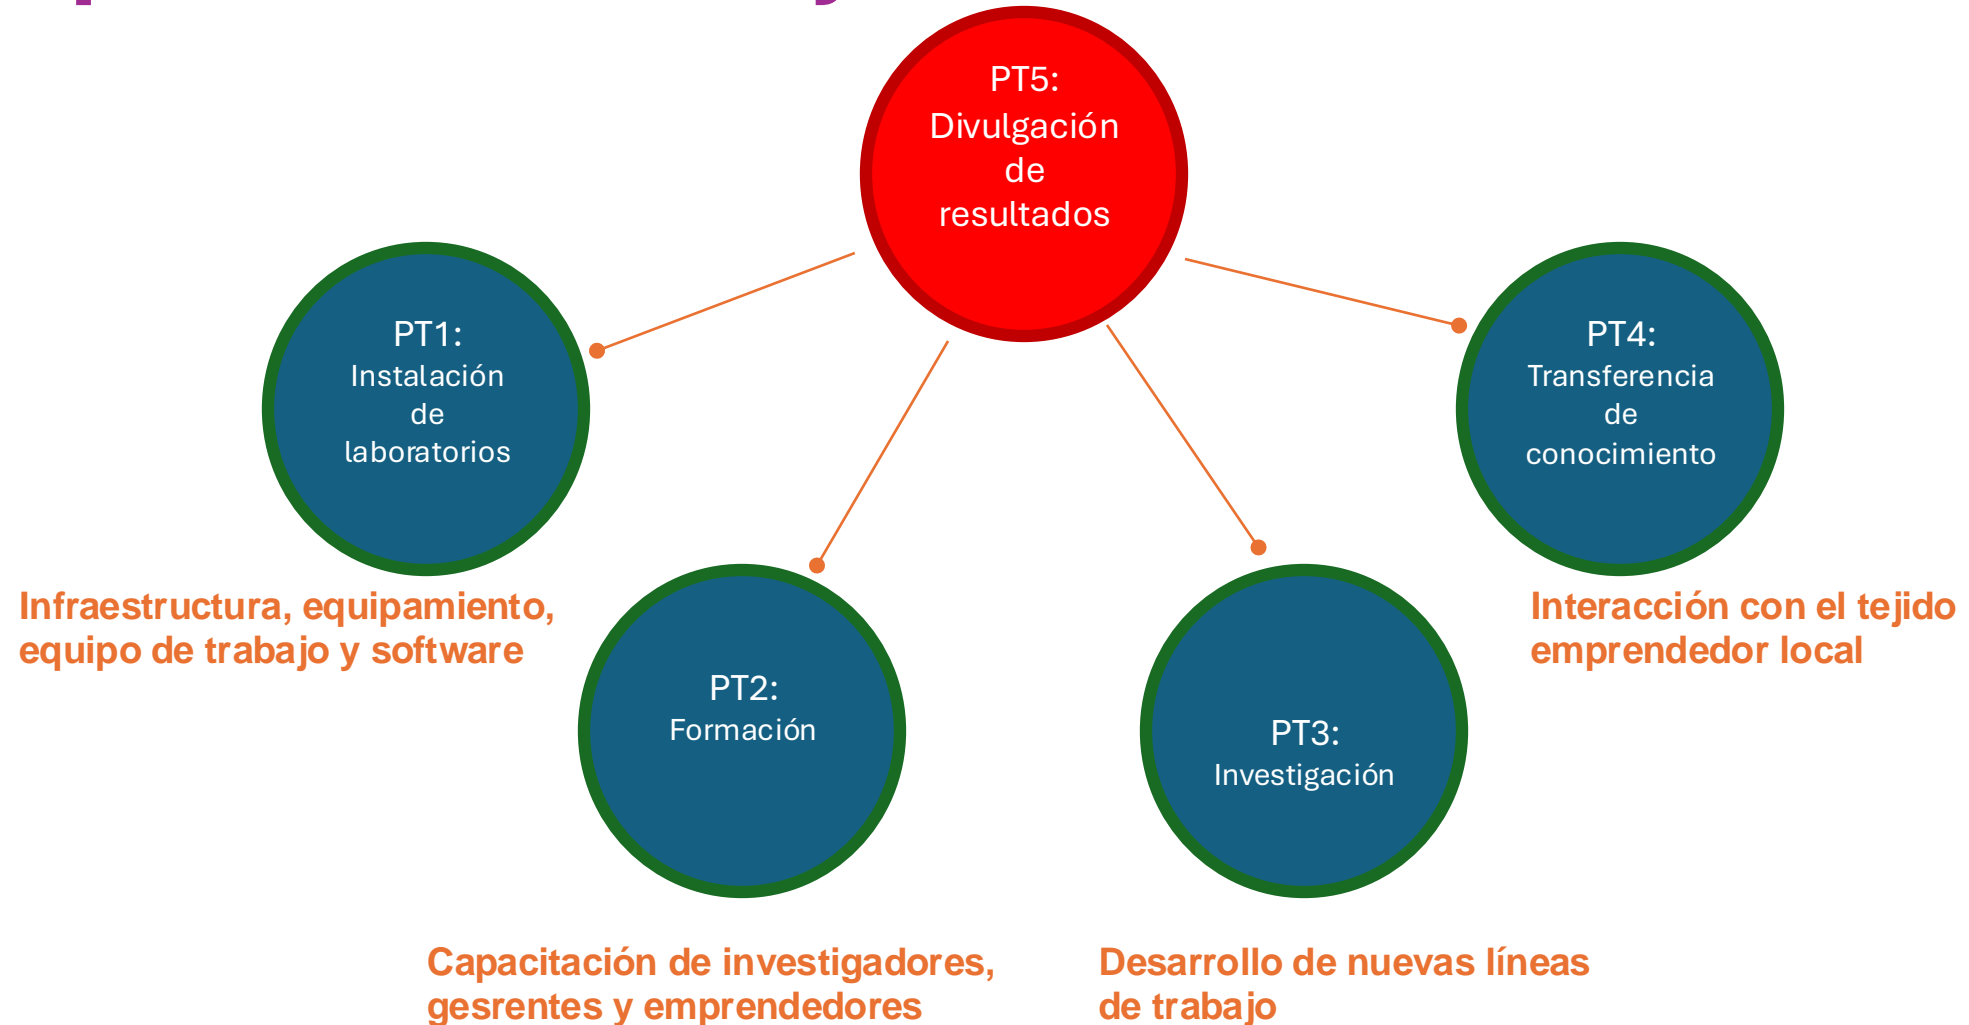 PT5:
Divulgación
de
resultados
PT1:
Instalación
de
laboratorios
PT4:
Transferencia
de
conocimiento
Infraestructura, equipamiento,
equipo de trabajo y software
Interacción con el tejido
emprendedor local
PT2:
Formación
PT3:
Investigación
Capacitación de investigadores,
gesrentes y emprendedores
Desarrollo de nuevas líneas
de trabajo